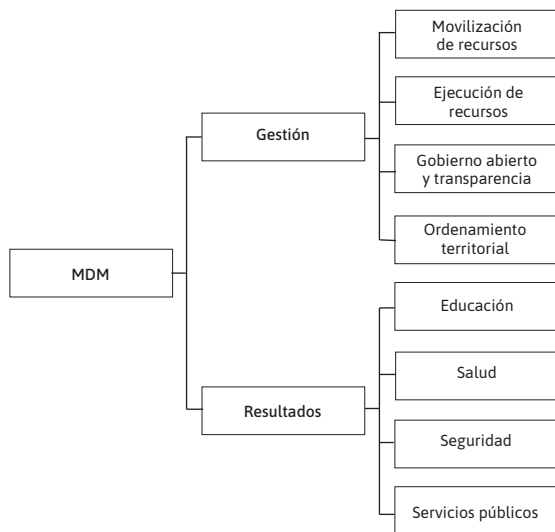 MDM
Gestión
Movilización
de recursos
Ejecución de
recursos
Gobierno abierto
y transparencia
Ordenamiento
territorial
Resultados
Educación
Salud
Seguridad
Servicios públicos